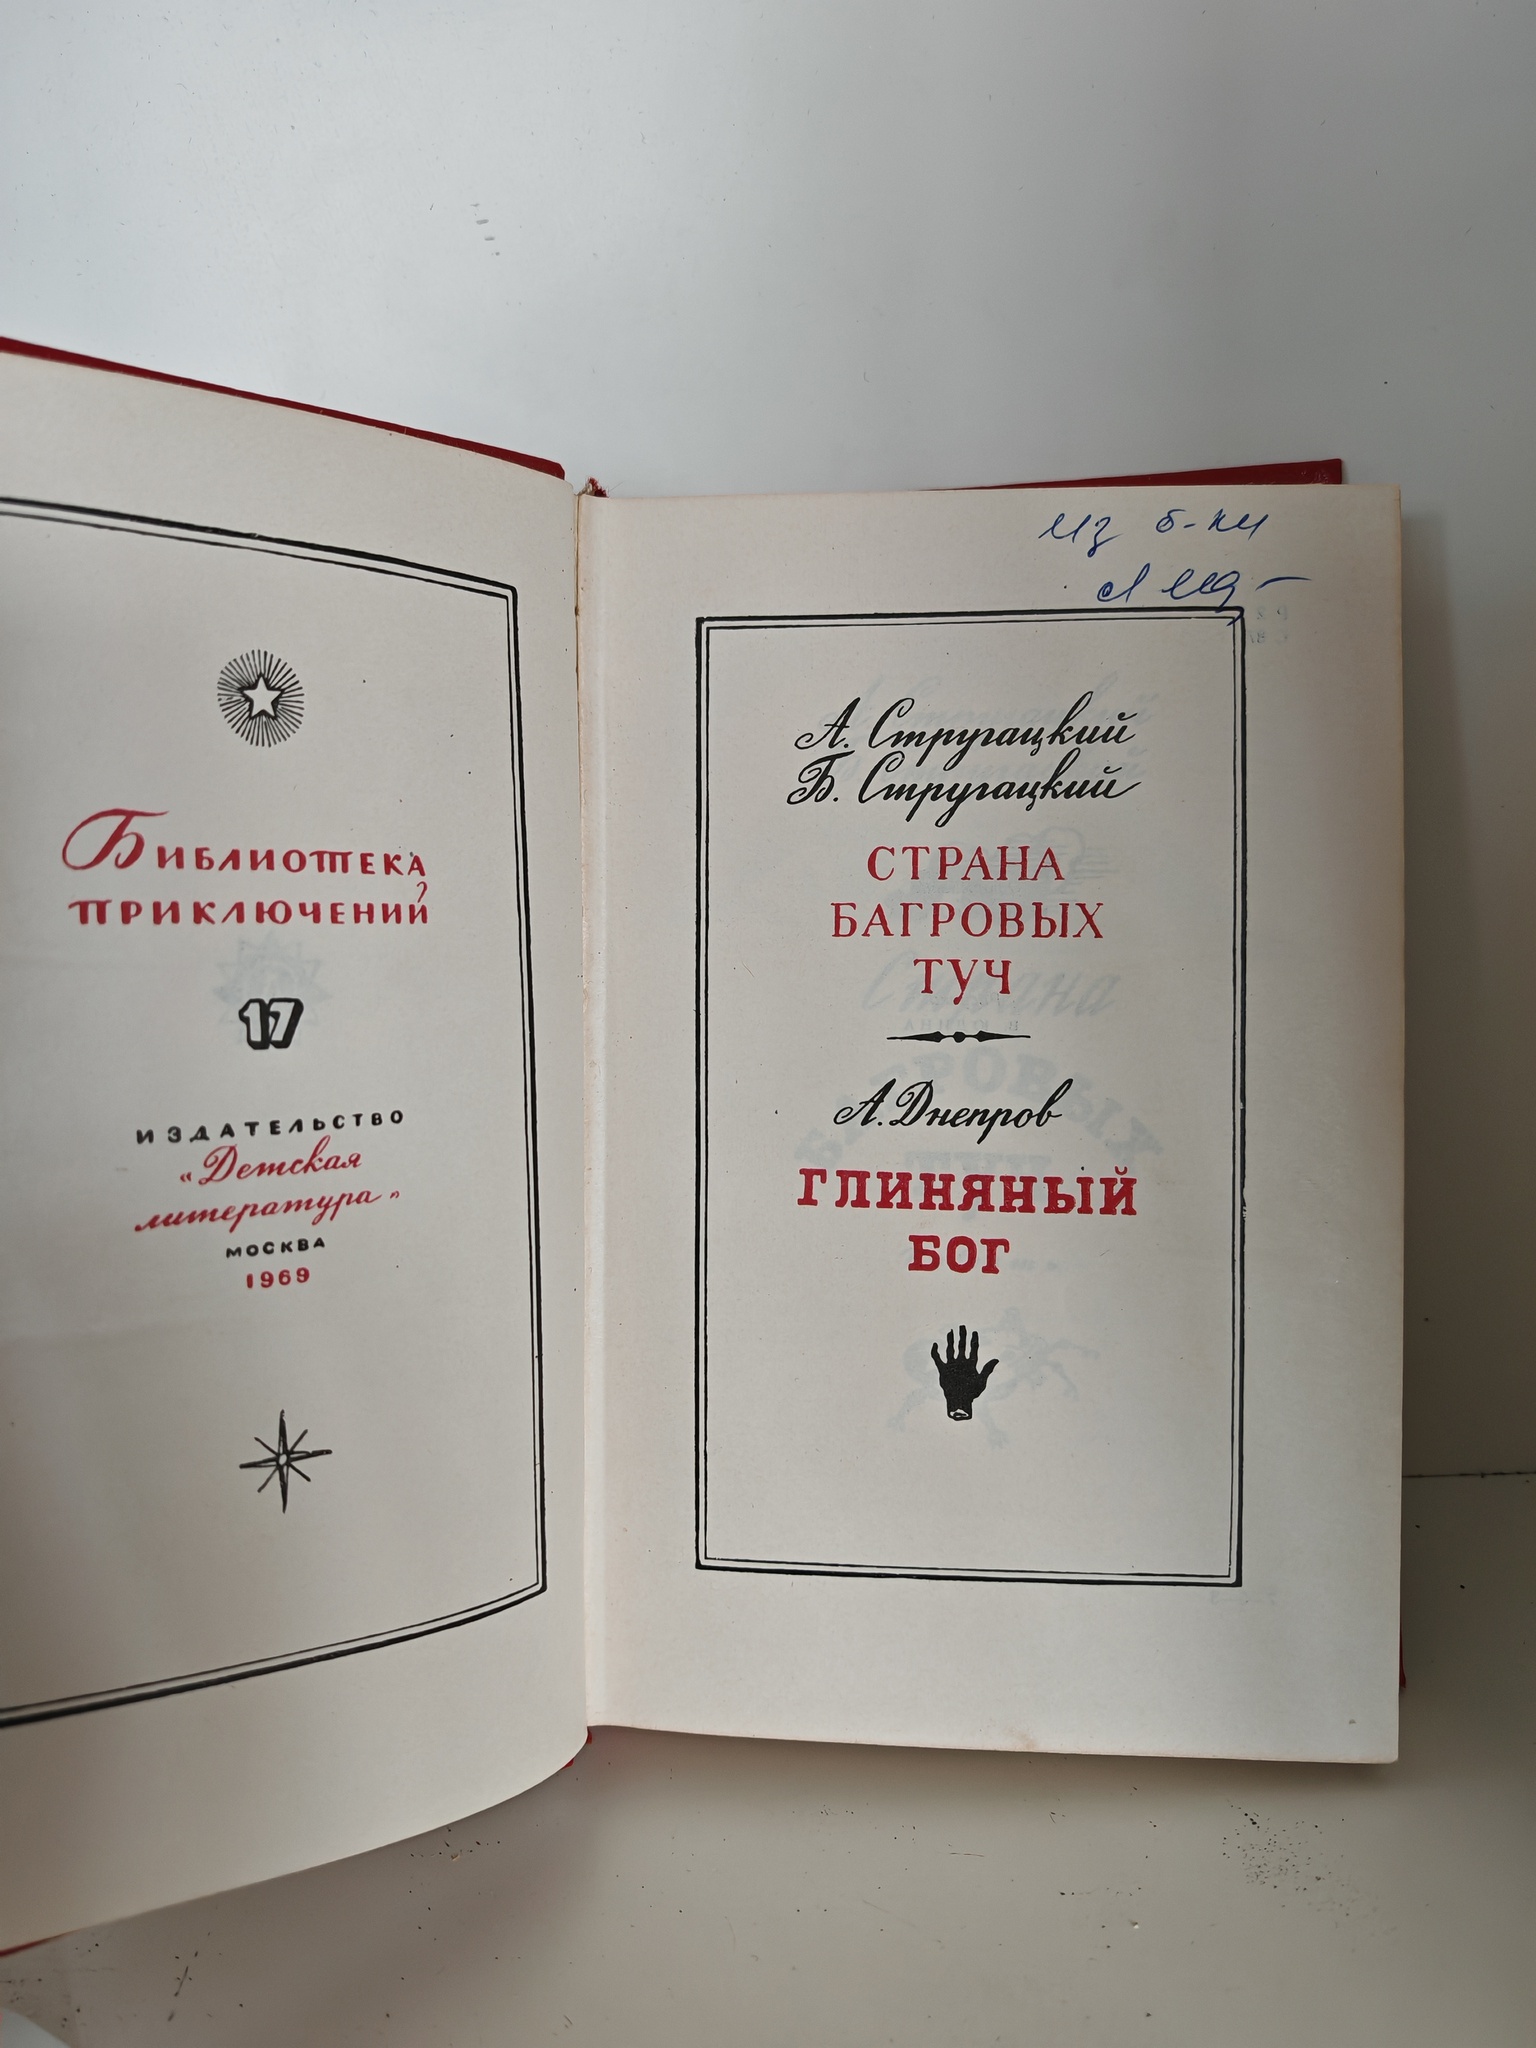 Библиотека
приключений
17
ИЗДАТЕЛЬСТВО
«Детская
литература»
МОСКВА
1969
из б-ки
А. Стругацкий
Б. Стругацкий
СТРАНА
БАГРОВЫХ
ТУЧ
А. Днепров
ГЛИНЯНЫЙ
БОГ